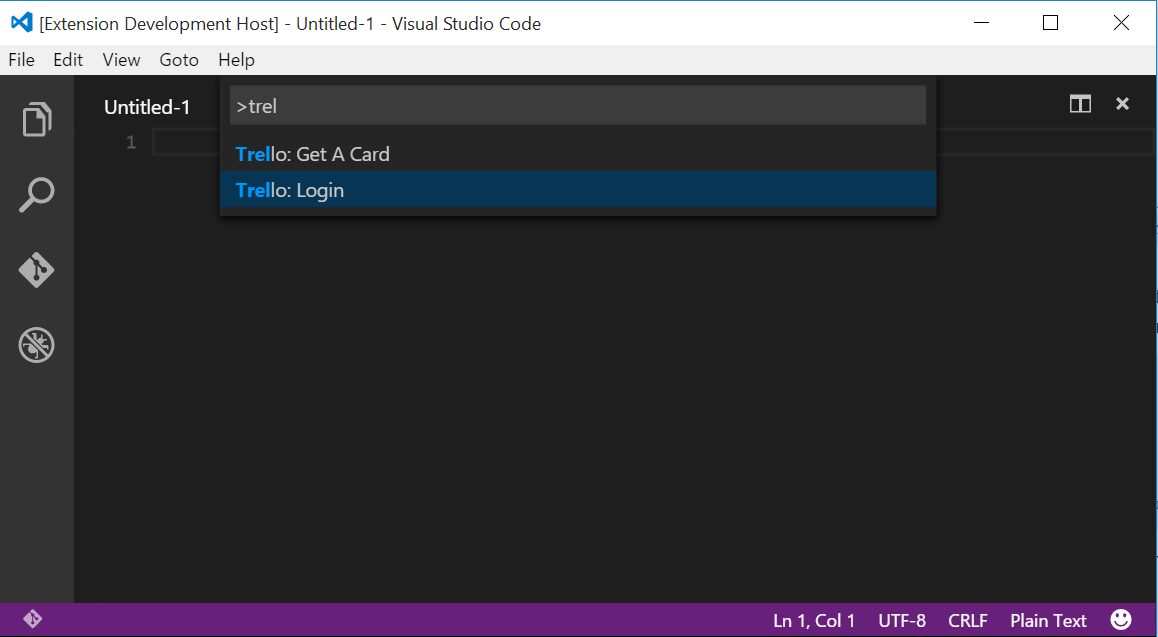 [Extension Development Host] - Untitled-1 - Visual Studio Code
File Edit View Goto Help
Untitled-1
>trel
1
Trello: Get A Card
Trello: Login
Ln 1, Col 1 UTF-8 CRLF Plain Text